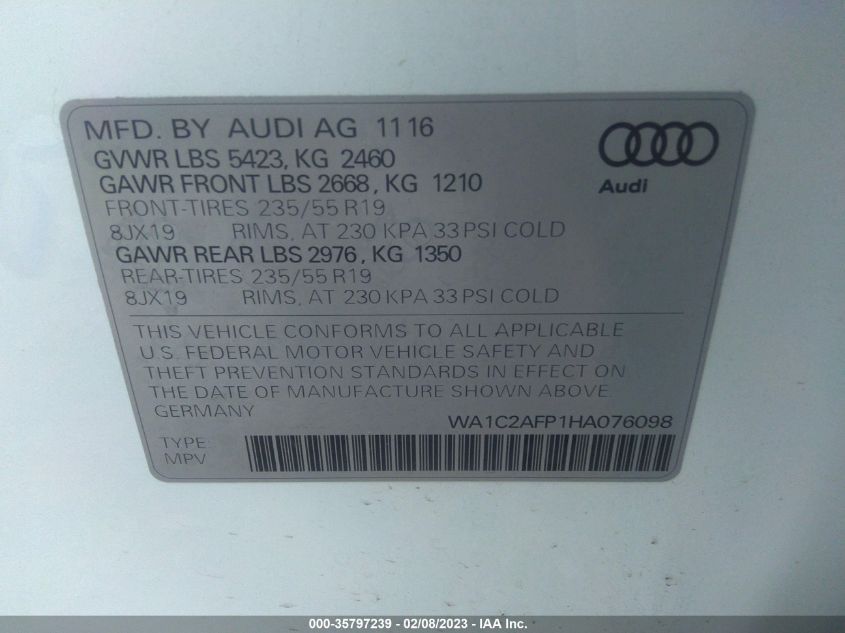 MFD. BY AUDI AG 11 16
GVWR LBS 5423, KG 2460
GAWR FRONT LBS 2668, KG 1210
FRONT-TIRES 235/55 R19
8JX19 RIMS, AT 230 KPA 33 PSI COLD
GAWR REAR LBS 2976, KG 1350
REAR-TIRES 235/55 R19
8JX19 RIMS, AT 230 KPA 33 PSI COLD
Audi
THIS VEHICLE CONFORMS TO ALL APPLICABLE
U.S. FEDERAL MOTOR VEHICLE SAFETY AND
THEFT PREVENTION STANDARDS IN EFFECT ON
THE DATE OF MANUFACTURE SHOWN ABOVE.
GERMANY
WA1C2AFP1HA076098
TYPE:
MPV
000-35797239 - 02/08/2023 - IAA Inc.